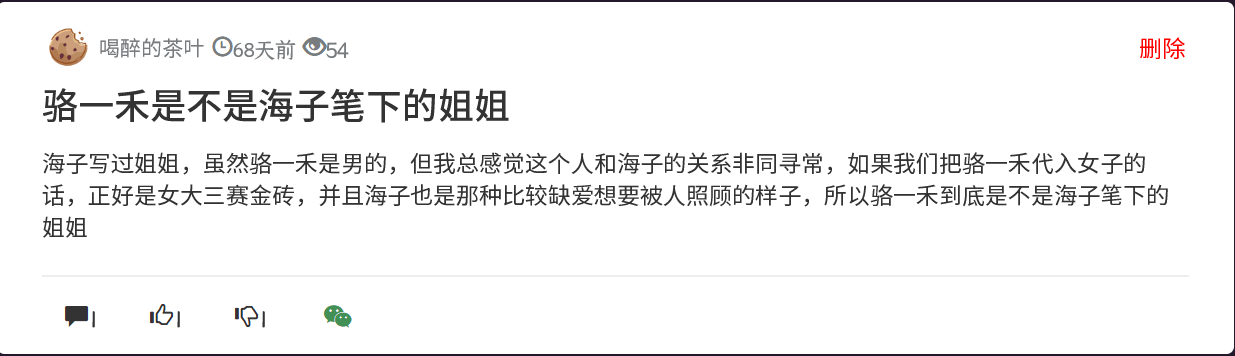 喝醉的茶叶 68天前 54 删除
骆一禾是不是海子笔下的姐姐
海子写过姐姐，虽然骆一禾是男的，但我总感觉这个人和海子的关系非同寻常，如果我们把骆一禾代入女子的
话，正好是女大三赛金砖，并且海子也是那种比较缺爱想要被人照顾的样子，所以骆一禾到底是不是海子笔下的
姐姐